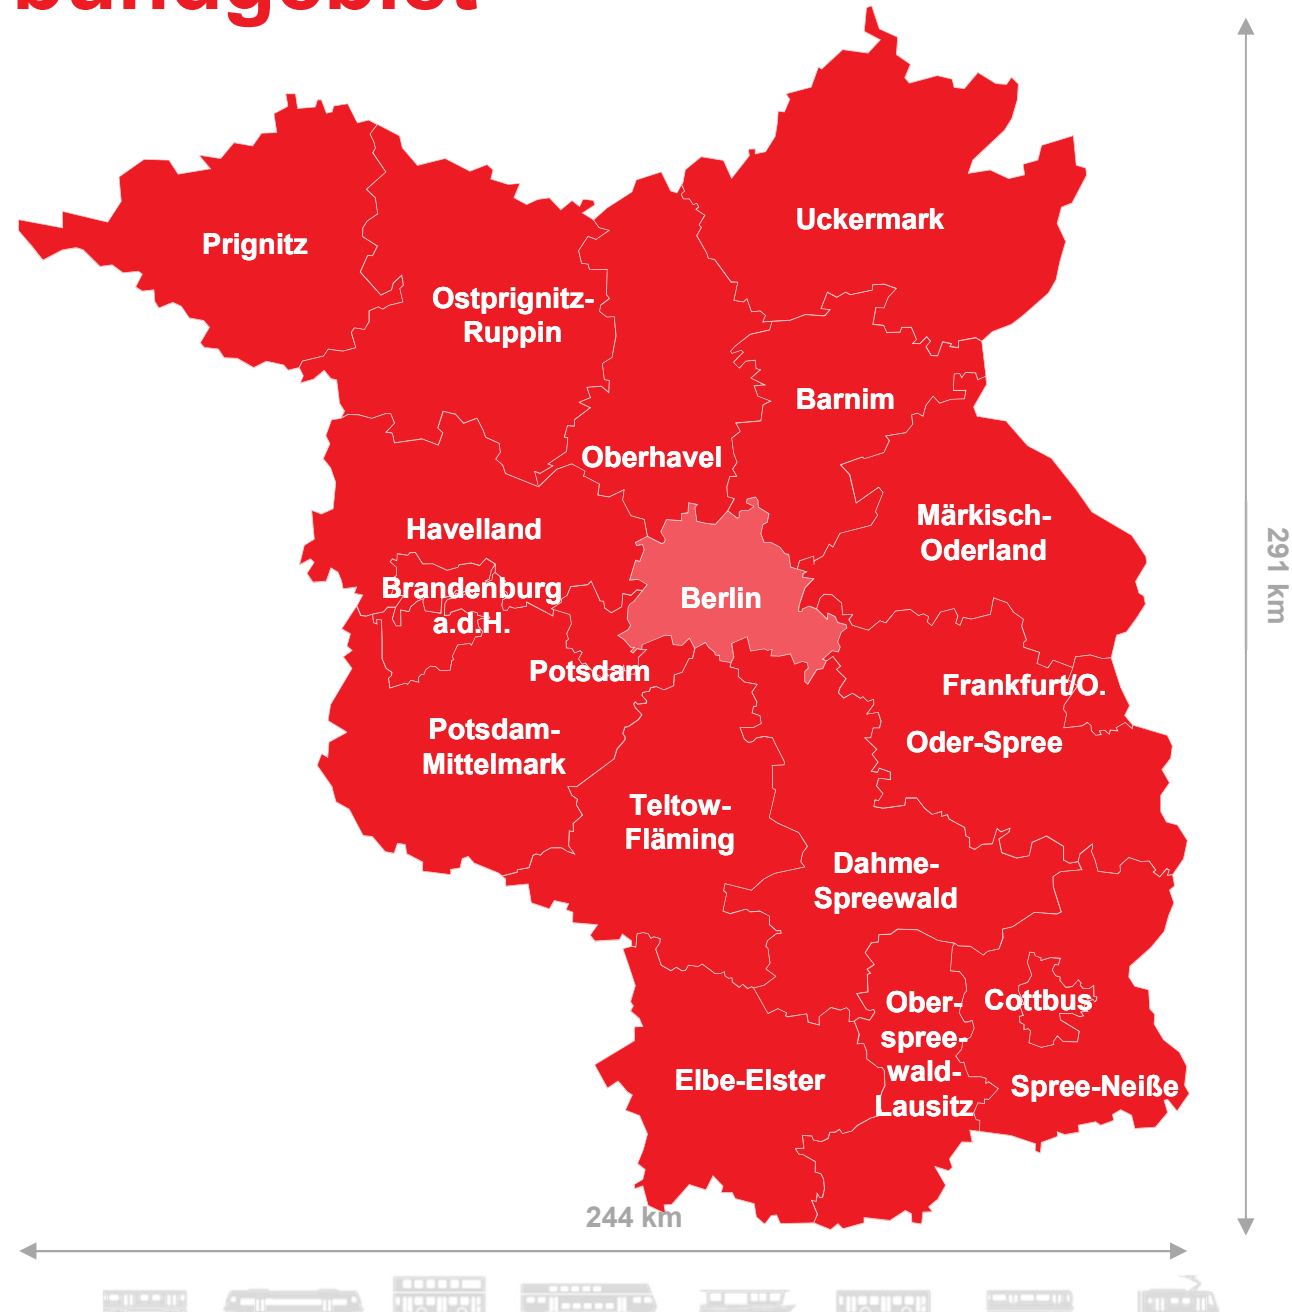 bundgebiet
Uckermark
Prignitz
Ostprignitz-
Ruppin
Barnim
Oberhavel
Havelland
Märkisch-
Oderland
291 km
Brandenburg
a.d.H.
Berlin
Potsdam
Frankfurt/O.
Potsdam-
Mittelmark
Oder-Spree
Teltow-
Fläming
Dahme-
Spreewald
Ober-
spree-
wald-
Lausitz
Cottbus
Elbe-Elster
Spree-Neiße
244 km